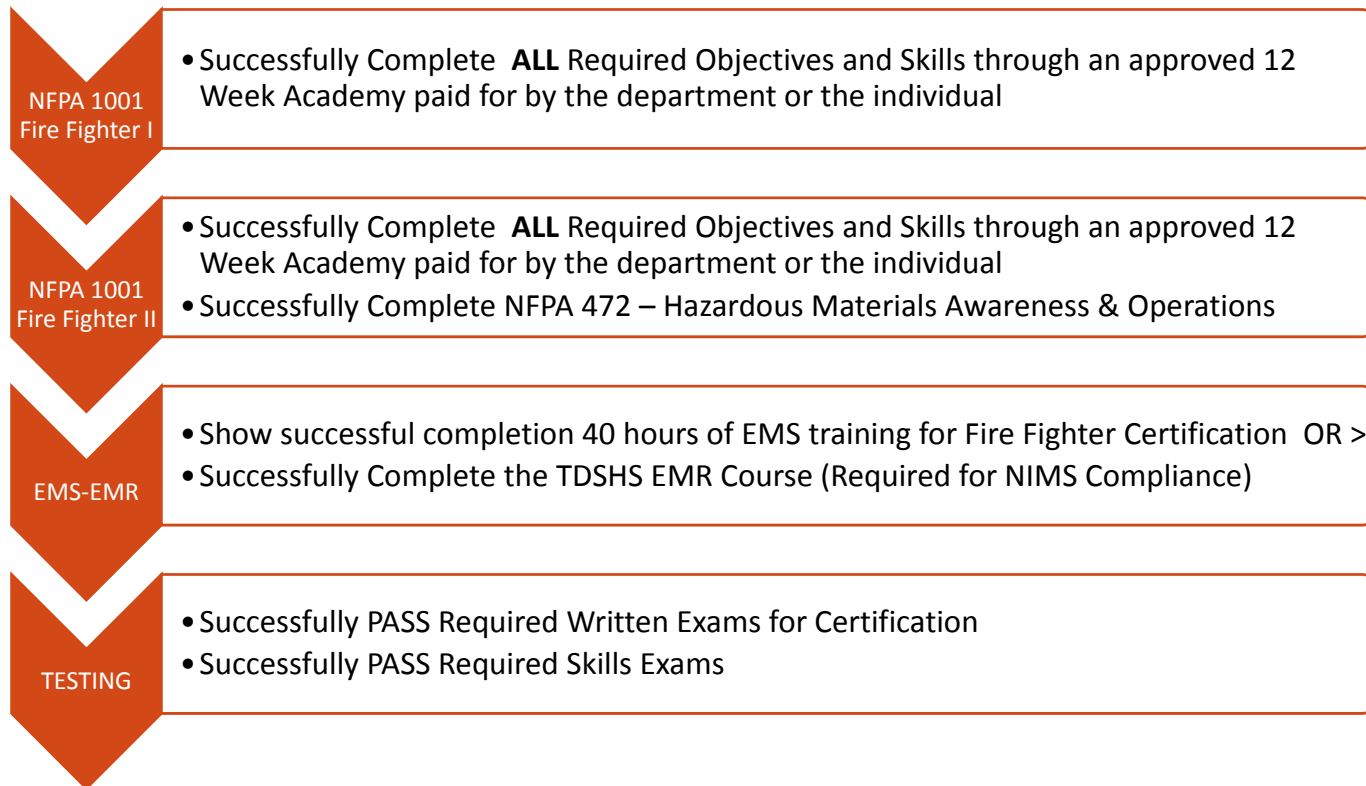 NFPA 1001
Fire Fighter I
•Successfully Complete ALL Required Objectives and Skills through an approved 12
Week Academy paid for by the department or the individual
NFPA 1001
Fire Fighter II
•Successfully Complete ALL Required Objectives and Skills through an approved 12
Week Academy paid for by the department or the individual
•Successfully Complete NFPA 472 – Hazardous Materials Awareness & Operations
EMS-EMR
•Show successful completion 40 hours of EMS training for Fire Fighter Certification OR >
•Successfully Complete the TDSHS EMR Course (Required for NIMS Compliance)
TESTING
•Successfully PASS Required Written Exams for Certification
•Successfully PASS Required Skills Exams